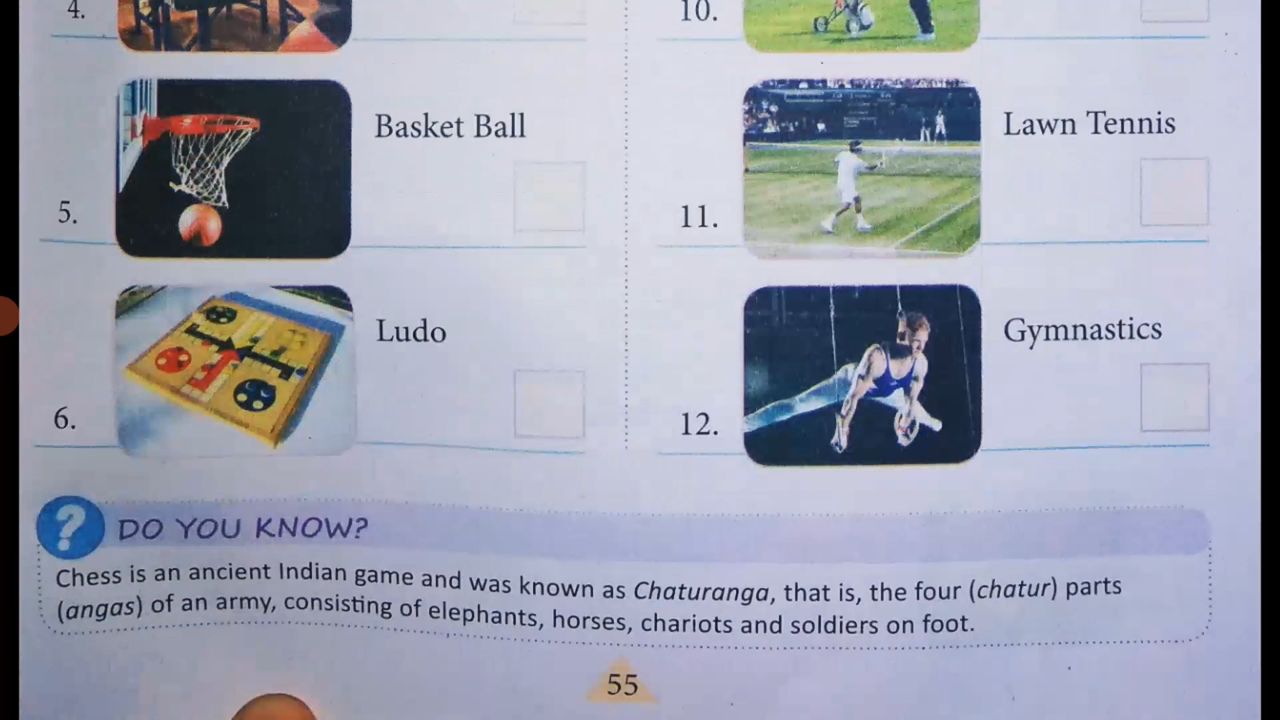 4.
Basket Ball
5.
Ludo
6.
10.
Lawn Tennis
11.
Gymnastics
12.
? DO YOU KNOW?
Chess is an ancient Indian game and was known as Chaturanga, that is, the four (chatur) parts
(angas) of an army, consisting of elephants, horses, chariots and soldiers on foot.
55